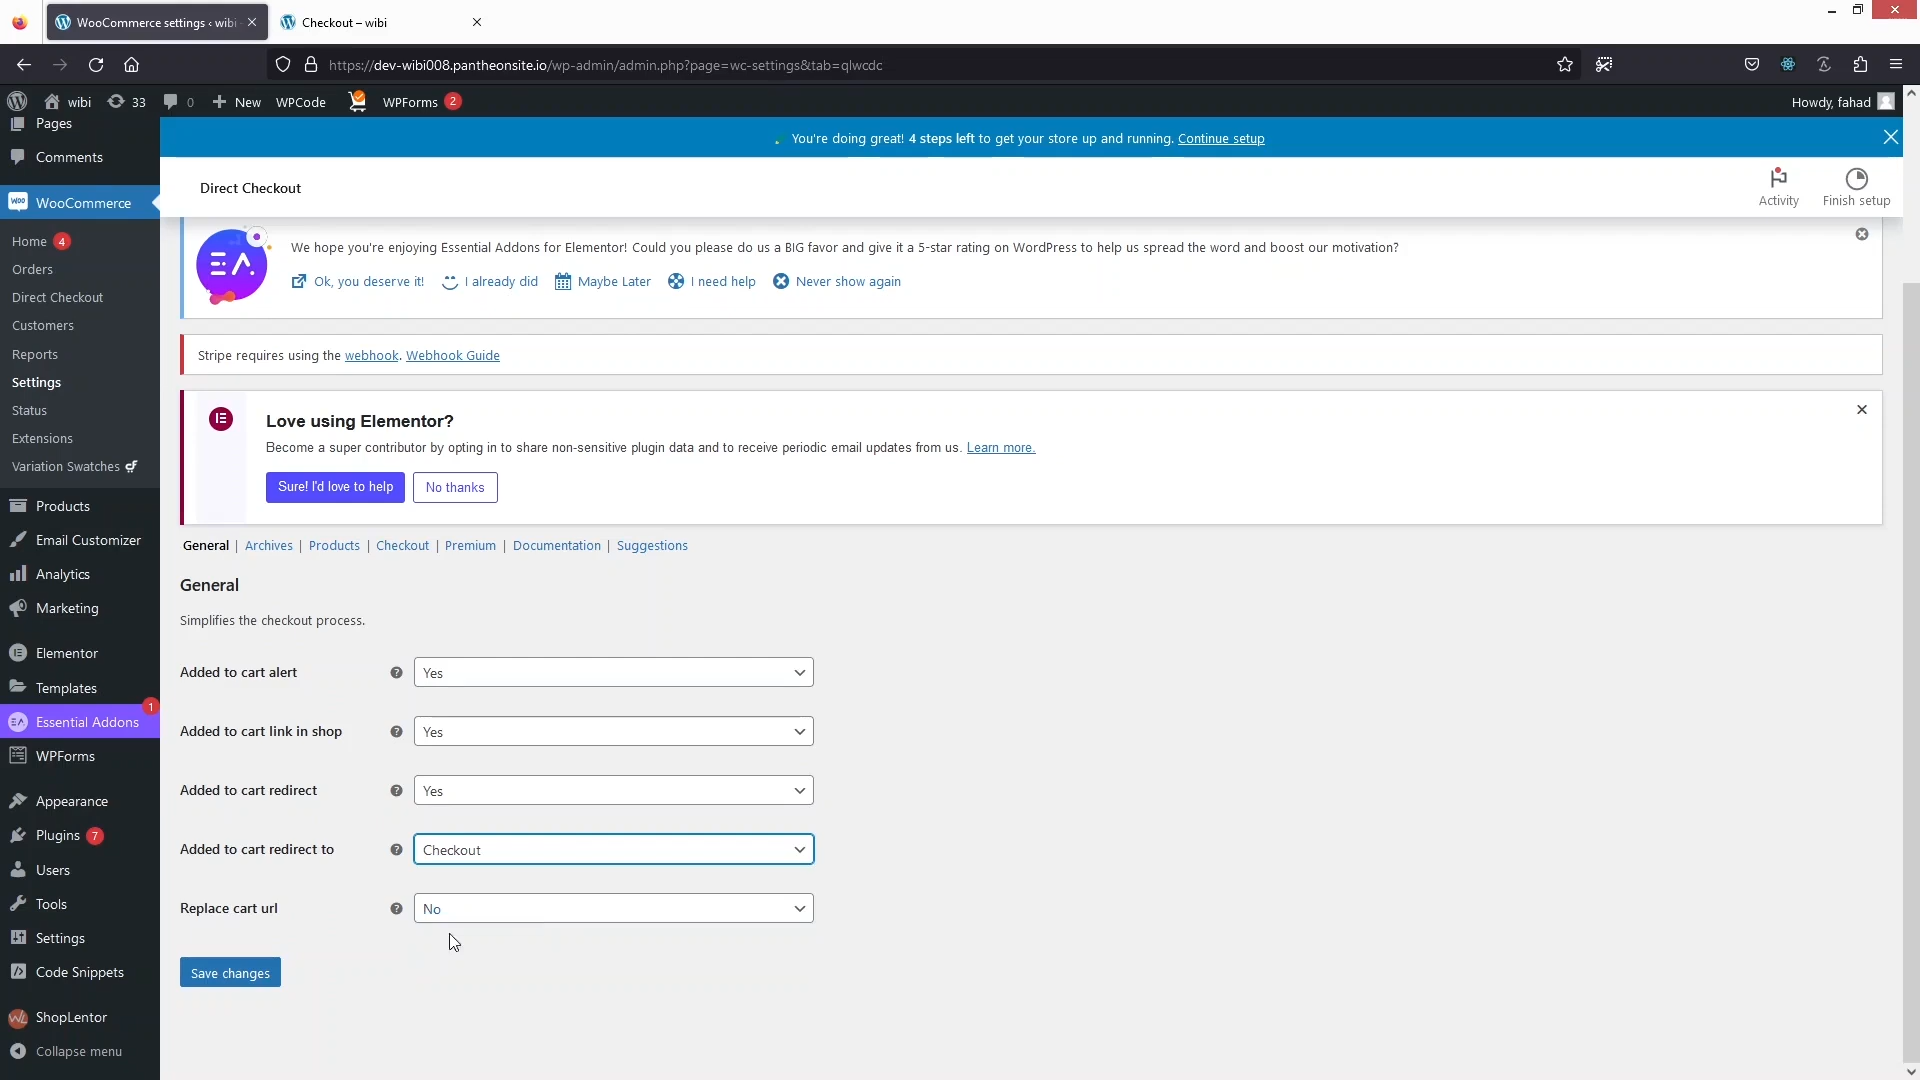 WooCommerce settings ‹ wibi
Checkout – wibi
https://dev-wibi008.pantheonsite.io/wp-admin/admin.php?page=wc-settings&tab=qlwcdc
wibi
33
0
New
WPCode
WPForms 2
Howdy, fahad
Pages
Comments
WooCommerce
Home 4
Orders
Direct Checkout
Customers
Reports
Settings
Status
Extensions
Variation Swatches
Products
Email Customizer
Analytics
Marketing
Elementor
Templates
Essential Addons 1
WPForms
Appearance
Plugins 7
Users
Tools
Settings
Code Snippets
ShopLentor
Collapse menu
You're doing great! 4 steps left to get your store up and running. Continue setup
Direct Checkout
Activity
Finish setup
We hope you're enjoying Essential Addons for Elementor! Could you please do us a BIG favor and give it a 5-star rating on WordPress to help us spread the word and boost our motivation?
Ok, you deserve it! I already did Maybe Later I need help Never show again
Stripe requires using the webhook. Webhook Guide
Love using Elementor?
Become a super contributor by opting in to share non-sensitive plugin data and to receive periodic email updates from us. Learn more.
Sure! I'd love to help
No thanks
General | Archives | Products | Checkout | Premium | Documentation | Suggestions
General
Simplifies the checkout process.
Added to cart alert
Yes
Added to cart link in shop
Yes
Added to cart redirect
Yes
Added to cart redirect to
Checkout
Replace cart url
No
Save changes